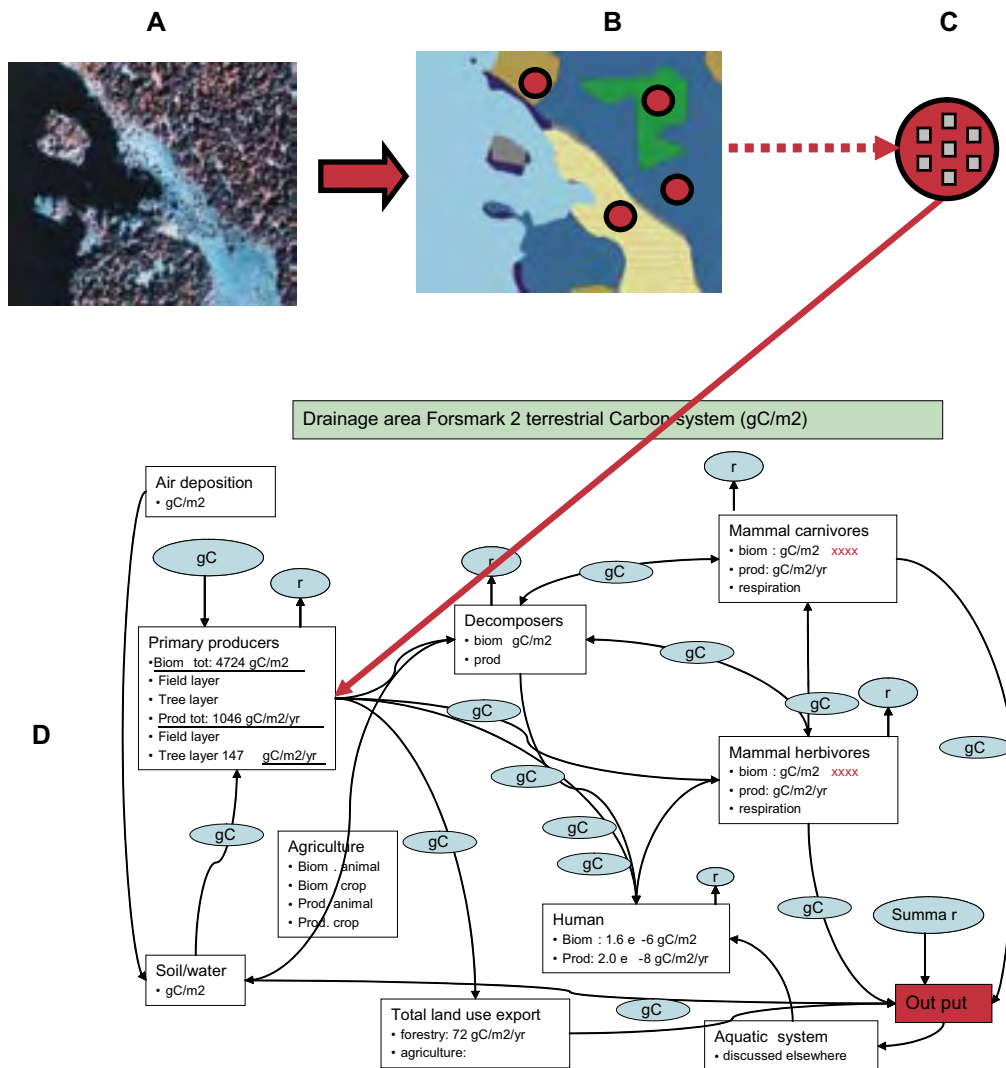 A
B
C
Drainage area Forsmark 2 terrestrial Carbon system (gC/m2)
r
Air deposition
• gC/m2
Mammal carnivores
• biom : gC/m2 xxxx
• prod: gC/m2/yr
• respiration
gC
r
r
gC
Decomposers
• biom gC/m2
• prod
Primary producers
•Biom tot: 4724 gC/m2
• Field layer
• Tree layer
• Prod tot: 1046 gC/m2/yr
• Field layer
• Tree layer 147 gC/m2/yr
gC
gC
r
gC
D
Mammal herbivores
• biom : gC/m2 xxxx
• prod: gC/m2/yr
• respiration
gC
gC
gC
gC
gC
gC
Agriculture
• Biom . animal
• Biom . crop
• Prod. animal
• Prod. crop
gC
r
Human
• Biom : 1.6 e -6 gC/m2
• Prod: 2.0 e -8 gC/m2/yr
gC
Summa r
Soil/water
• gC/m2
Out put
Total land use export
• forestry: 72 gC/m2/yr
• agriculture:
gC
Aquatic system
• discussed elsewhere